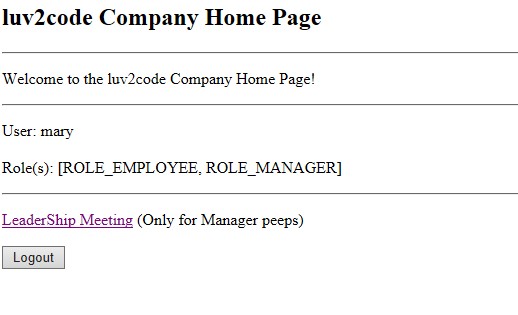 luv2code Company Home Page
Welcome to the luv2code Company Home Page!
User: mary
Role(s): [ROLE_EMPLOYEE, ROLE_MANAGER]
LeaderShip Meeting (Only for Manager peeps)
Logout